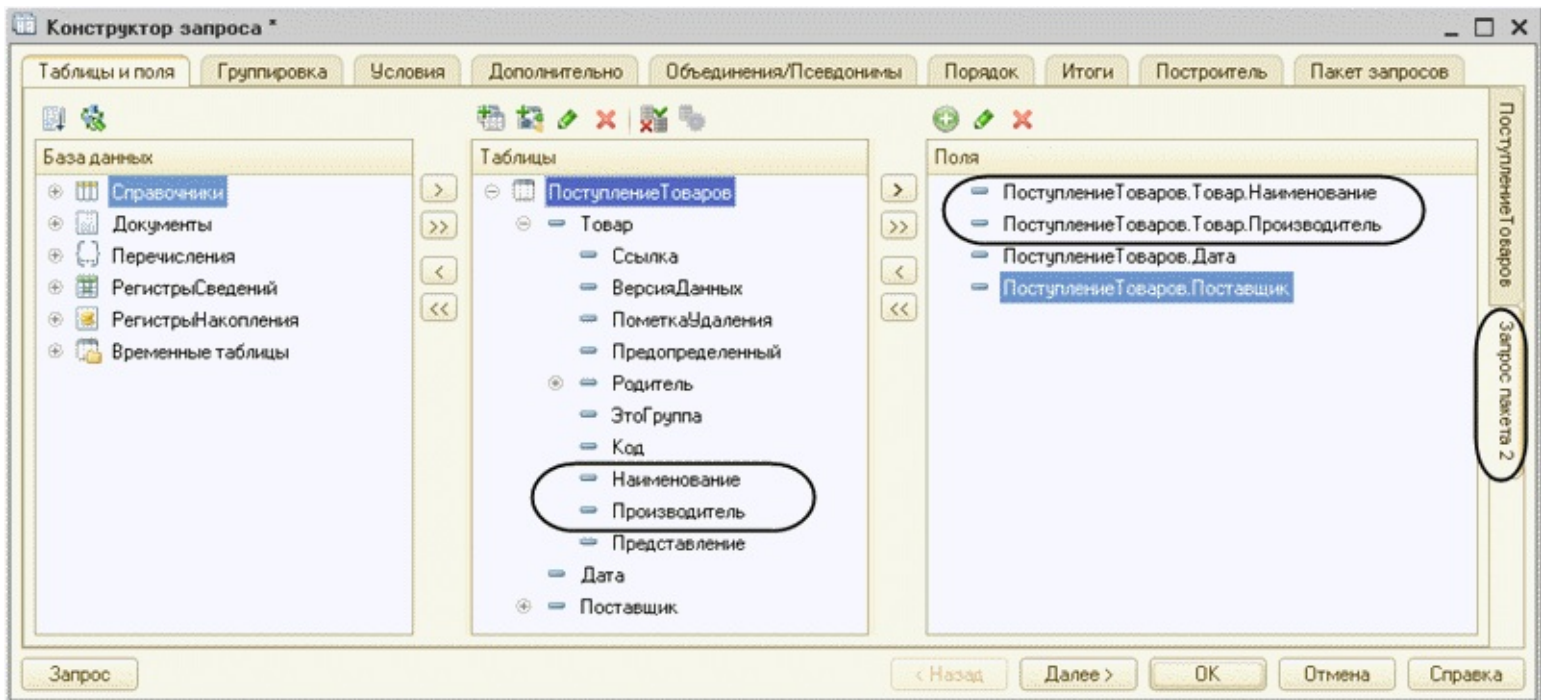 Конструктор запроса *
Таблицы и поля
Группировка
Условия
Дополнительно
Объединения/Псевдонимы
Порядок
Итоги
Построитель
Пакет запросов
База данных
Справочники
Документы
Перечисления
РегистрыСведений
РегистрыНакопления
Временные таблицы
>
>>
<
<<
Таблицы
ПоступлениеТоваров
Товар
Ссылка
ВерсияДанных
ПометкаУдаления
Предопределенный
Родитель
ЭтоГруппа
Код
Наименование
Производитель
Представление
Дата
Поставщик
>
>>
<
<<
Поля
ПоступлениеТоваров.Товар.Наименование
ПоступлениеТоваров.Товар.Производитель
ПоступлениеТоваров.Дата
ПоступлениеТоваров.Поставщик
ПоступлениеТоваров
Запрос пакета 2
Запрос
< Назад
Далее >
OK
Отмена
Справка